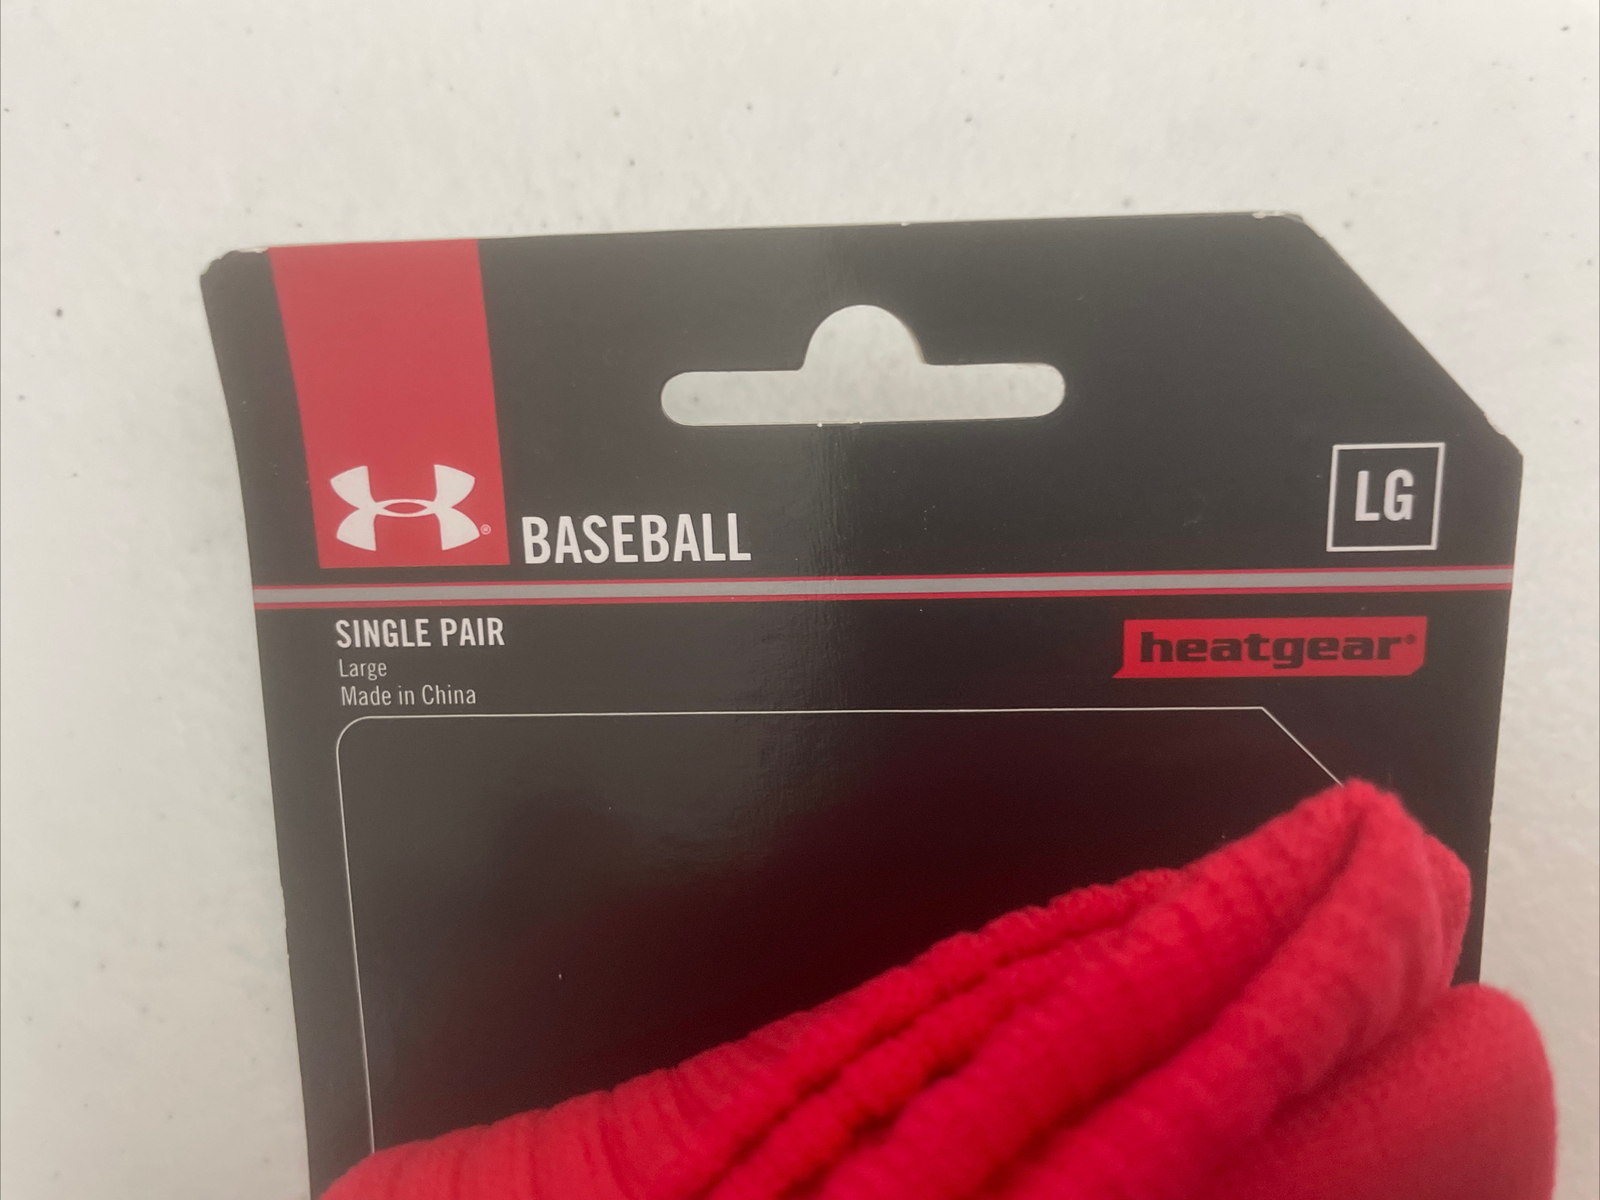 BASEBALL
LG
SINGLE PAIR
Large
Made in China
heatgear®